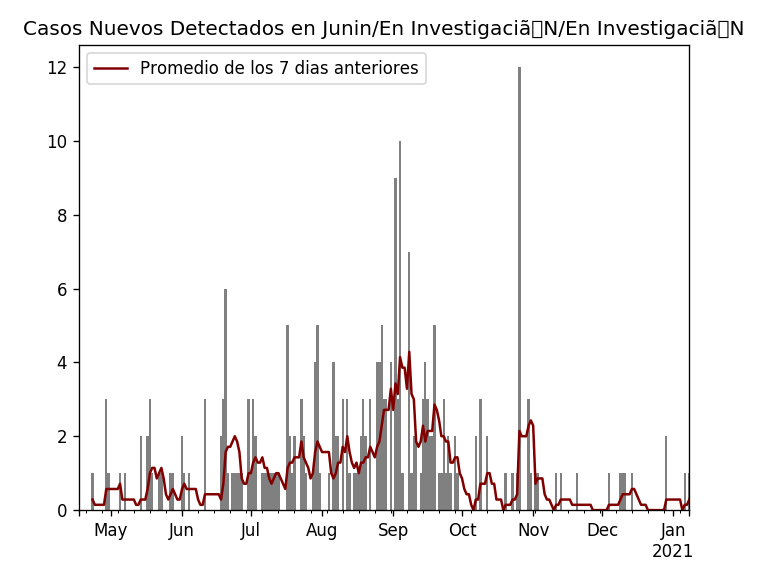 Casos Nuevos Detectados en Junin/En Investigaciã▯N/En Investigaciã▯N
Promedio de los 7 dias anteriores
12
10
8
6
4
2
0
May Jun Jul Aug Sep Oct Nov Dec Jan
2021